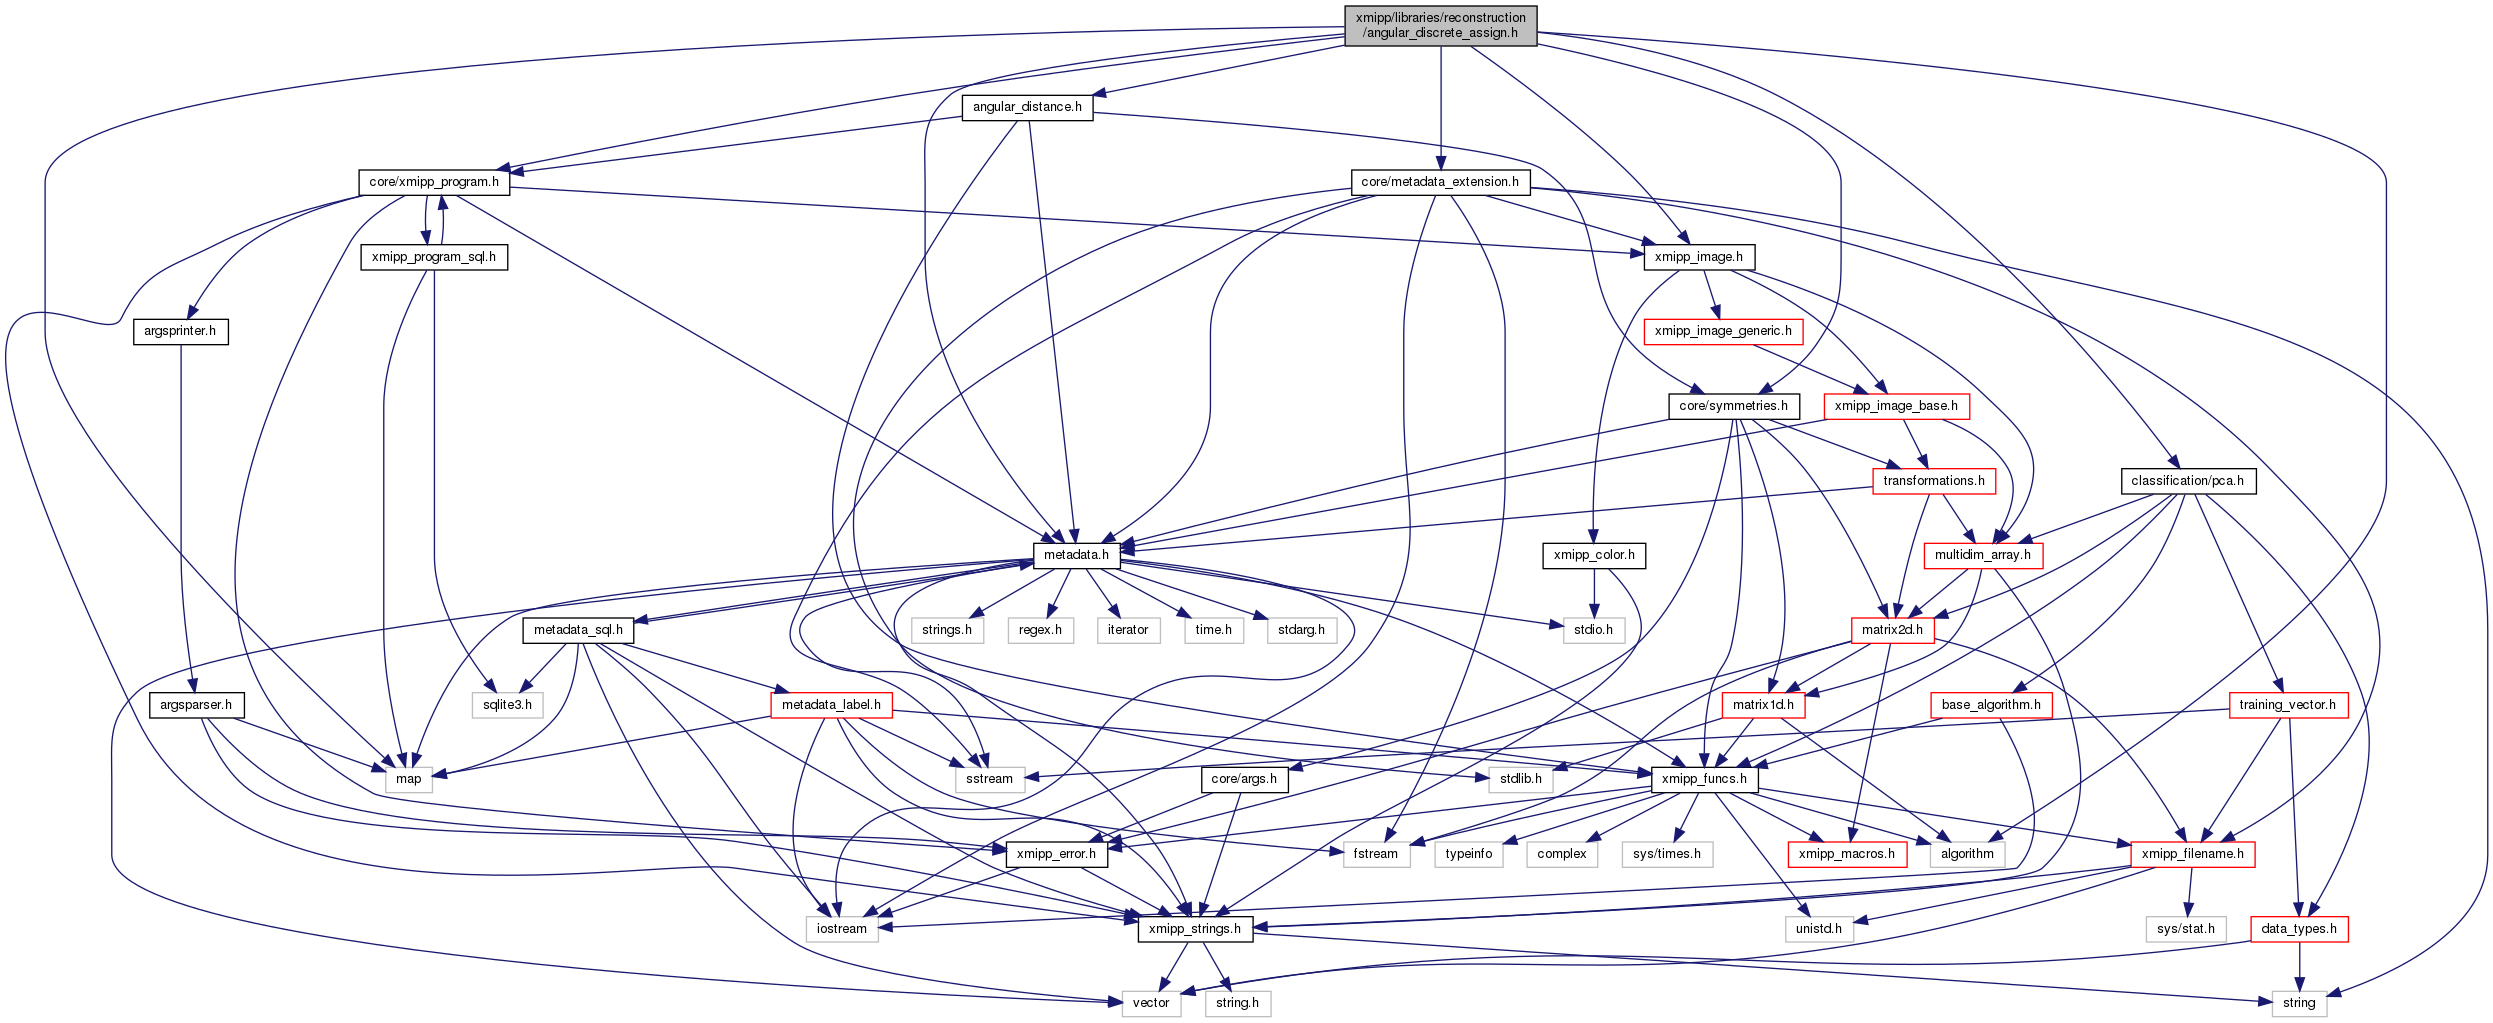 xmipp/libraries/reconstruction
/angular_discrete_assign.h
angular_distance.h
core/xmipp_program.h
core/metadata_extension.h
xmipp_program_sql.h
xmipp_image.h
argsprinter.h
xmipp_image_generic.h
core/symmetries.h
xmipp_image_base.h
transformations.h
classification/pca.h
metadata.h
xmipp_color.h
multidim_array.h
metadata_sql.h
strings.h
regex.h
iterator
time.h
stdarg.h
stdio.h
matrix2d.h
argsparser.h
sqlite3.h
metadata_label.h
matrix1d.h
base_algorithm.h
training_vector.h
map
sstream
core/args.h
stdlib.h
xmipp_funcs.h
xmipp_error.h
fstream
typeinfo
complex
sys/times.h
xmipp_macros.h
algorithm
xmipp_filename.h
iostream
xmipp_strings.h
unistd.h
sys/stat.h
data_types.h
vector
string.h
string